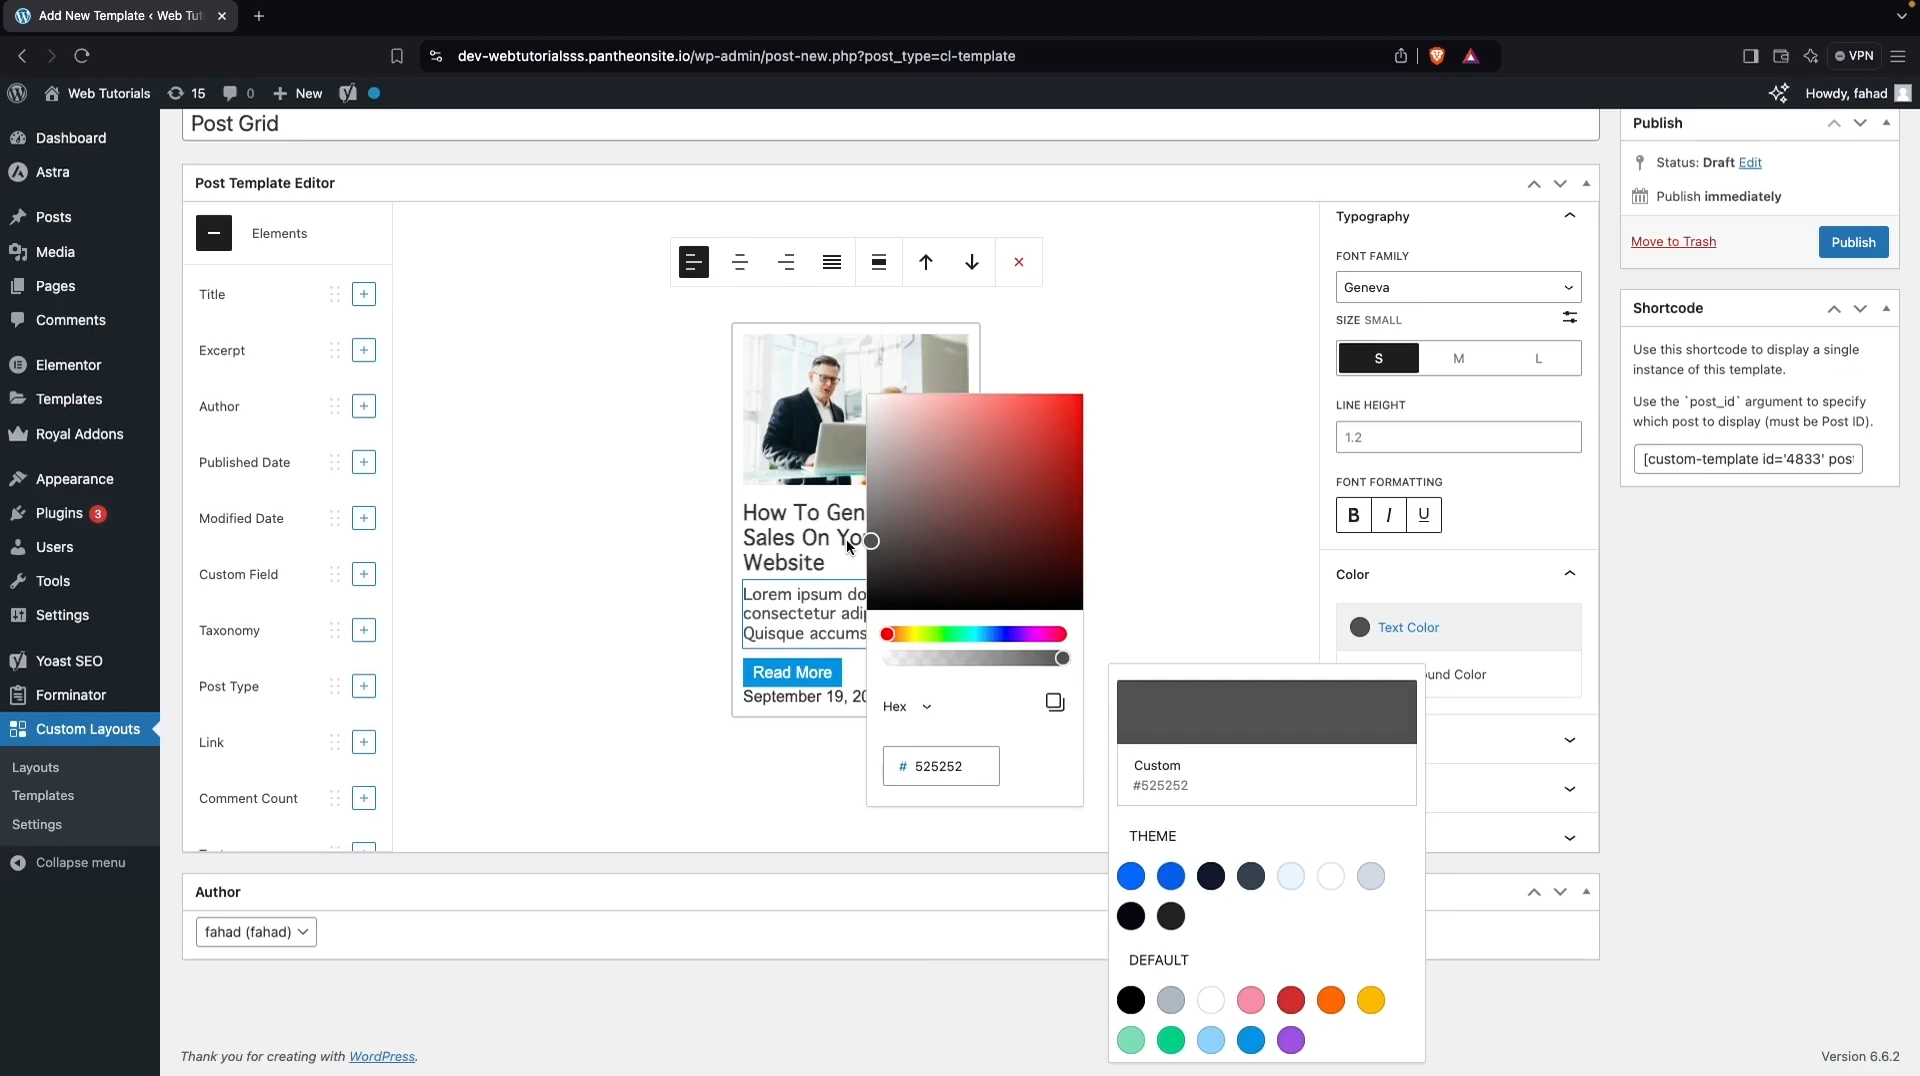 Add New Template ‹ Web Tut
dev-webtutorialsss.pantheonsite.io/wp-admin/post-new.php?post_type=cl-template
VPN
Web Tutorials
15
0
New
Howdy, fahad
Dashboard
Astra
Posts
Media
Pages
Comments
Elementor
Templates
Royal Addons
Appearance
Plugins 3
Users
Tools
Settings
Yoast SEO
Forminator
Custom Layouts
Layouts
Templates
Settings
Collapse menu
Post Grid
Post Template Editor
Elements
Title
Excerpt
Author
Published Date
Modified Date
Custom Field
Taxonomy
Post Type
Link
Comment Count
How To Gen
Sales On You
Website
Lorem ipsum do
consectetur adip
Quisque accums
Read More
September 19, 20
Hex
# 525252
Typography
FONT FAMILY
Geneva
SIZE SMALL
S M L
LINE HEIGHT
1.2
FONT FORMATTING
B I U
Color
Text Color
und Color
Custom
#525252
THEME
DEFAULT
Publish
Status: Draft Edit
Publish immediately
Move to Trash
Publish
Shortcode
Use this shortcode to display a single
instance of this template.
Use the `post_id` argument to specify
which post to display (must be Post ID).
[custom-template id='4833' pos
Author
fahad (fahad)
Thank you for creating with WordPress.
Version 6.6.2